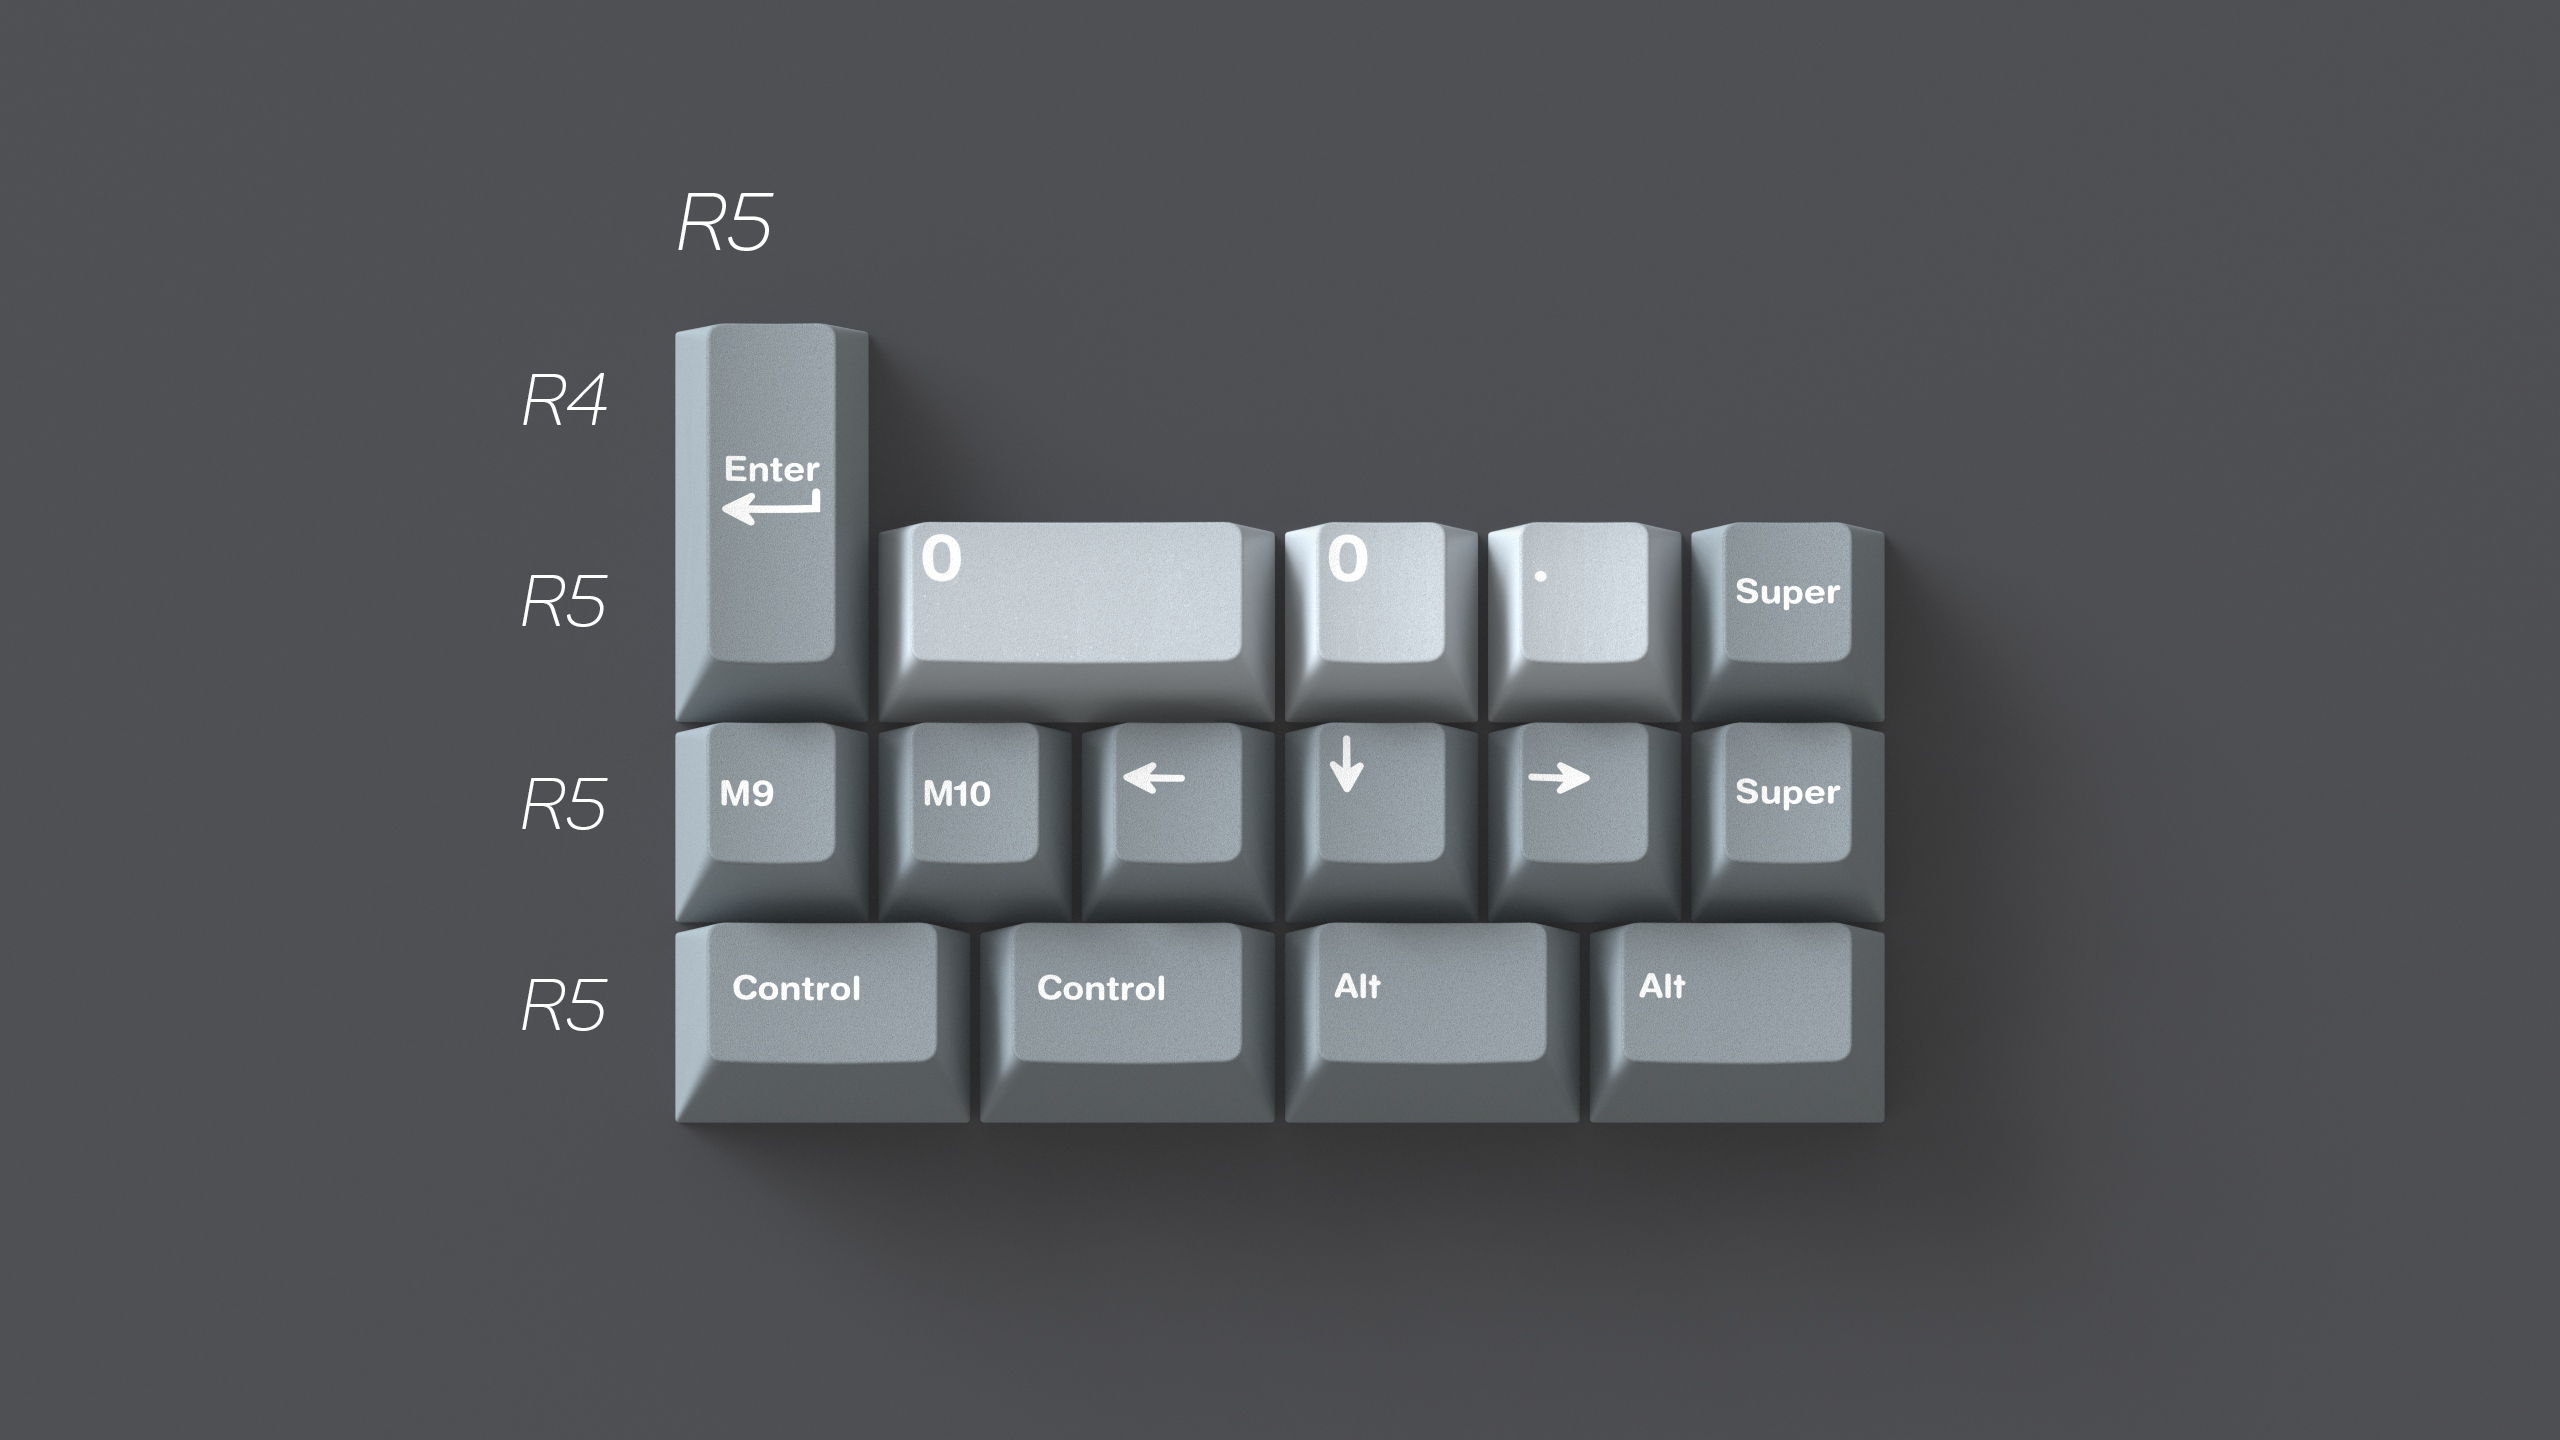 R5
R4
Enter
R5
0
0
.
Super
R5
M9
M10
←
↓
→
Super
R5
Control
Control
Alt
Alt